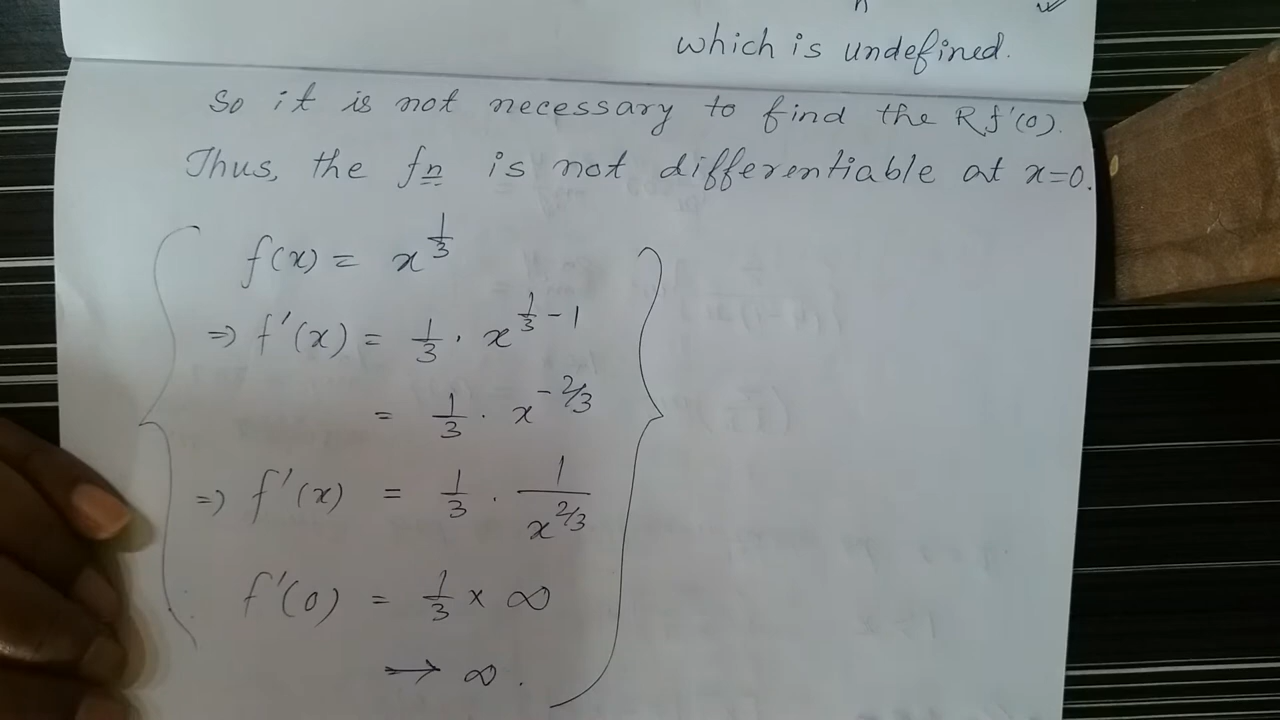 which is undefined.
So it is not necessary to find the Rf'(0).
Thus, the fn is not differentiable at x=0.
f(x) = x^{1/3}
⇒ f'(x) = 1/3 · x^{1/3 - 1}
= 1/3 · x^{-2/3}
⇒ f'(x) = 1/3 · 1/x^{2/3}
f'(0) = 1/3 × ∞
→ ∞.